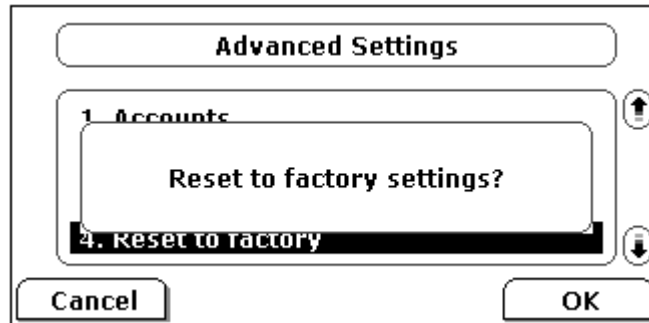 Advanced Settings
1. Accounts
Reset to factory settings?
4. Reset to factory
Cancel
OK